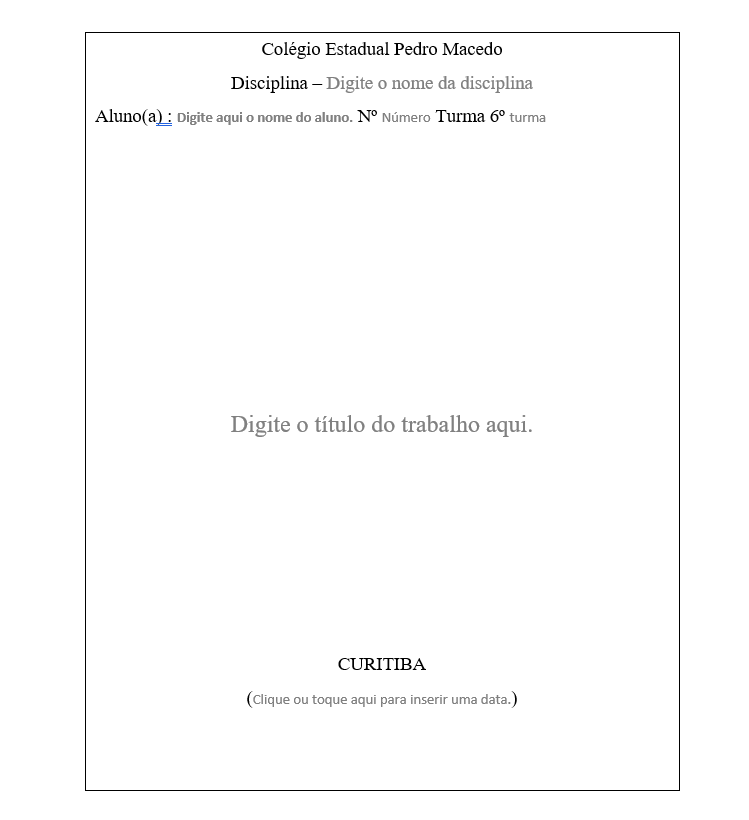 Colégio Estadual Pedro Macedo
Disciplina – Digite o nome da disciplina
Aluno(a) : Digite aqui o nome do aluno. Nº Número Turma 6º turma
Digite o título do trabalho aqui.
CURITIBA
(Clique ou toque aqui para inserir uma data.)